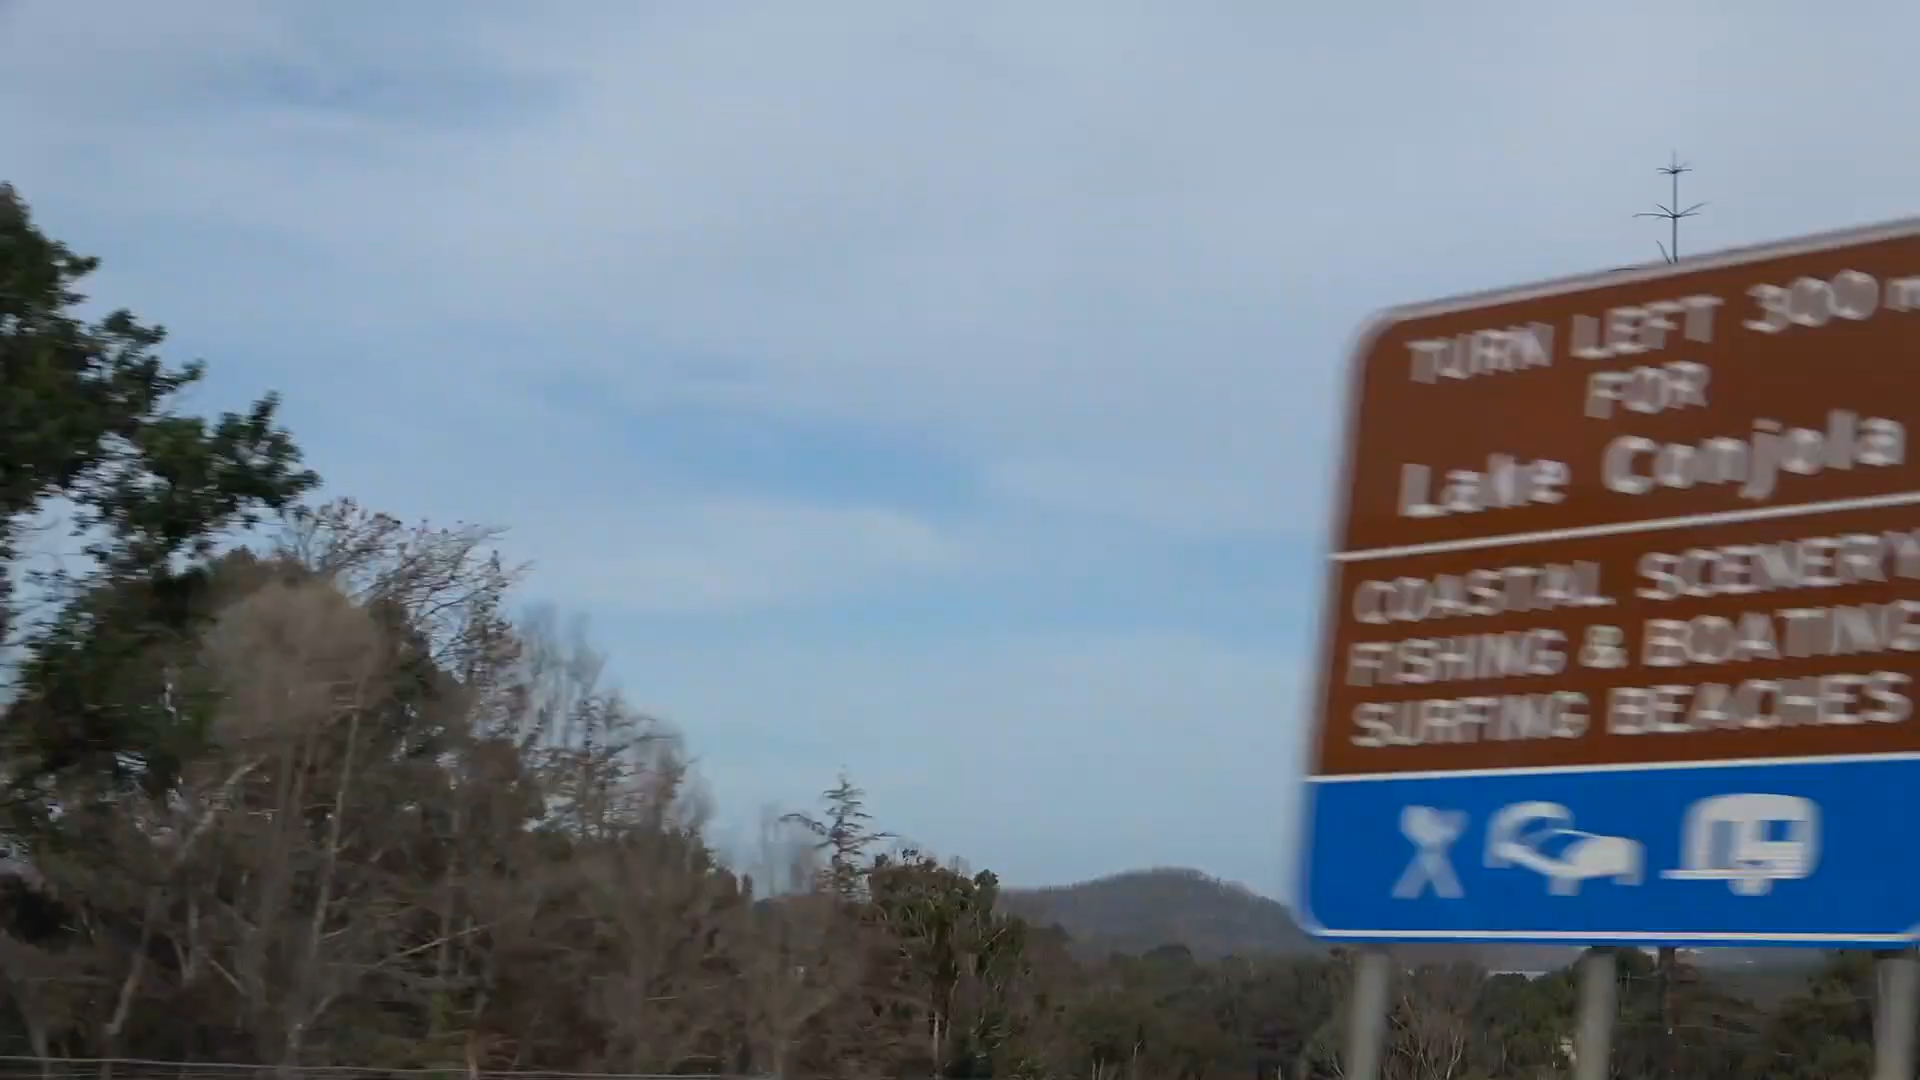 TURN LEFT 300 m
FOR
Lake Conjola
COASTAL SCENERY
FISHING & BOATING
SURFING BEACHES